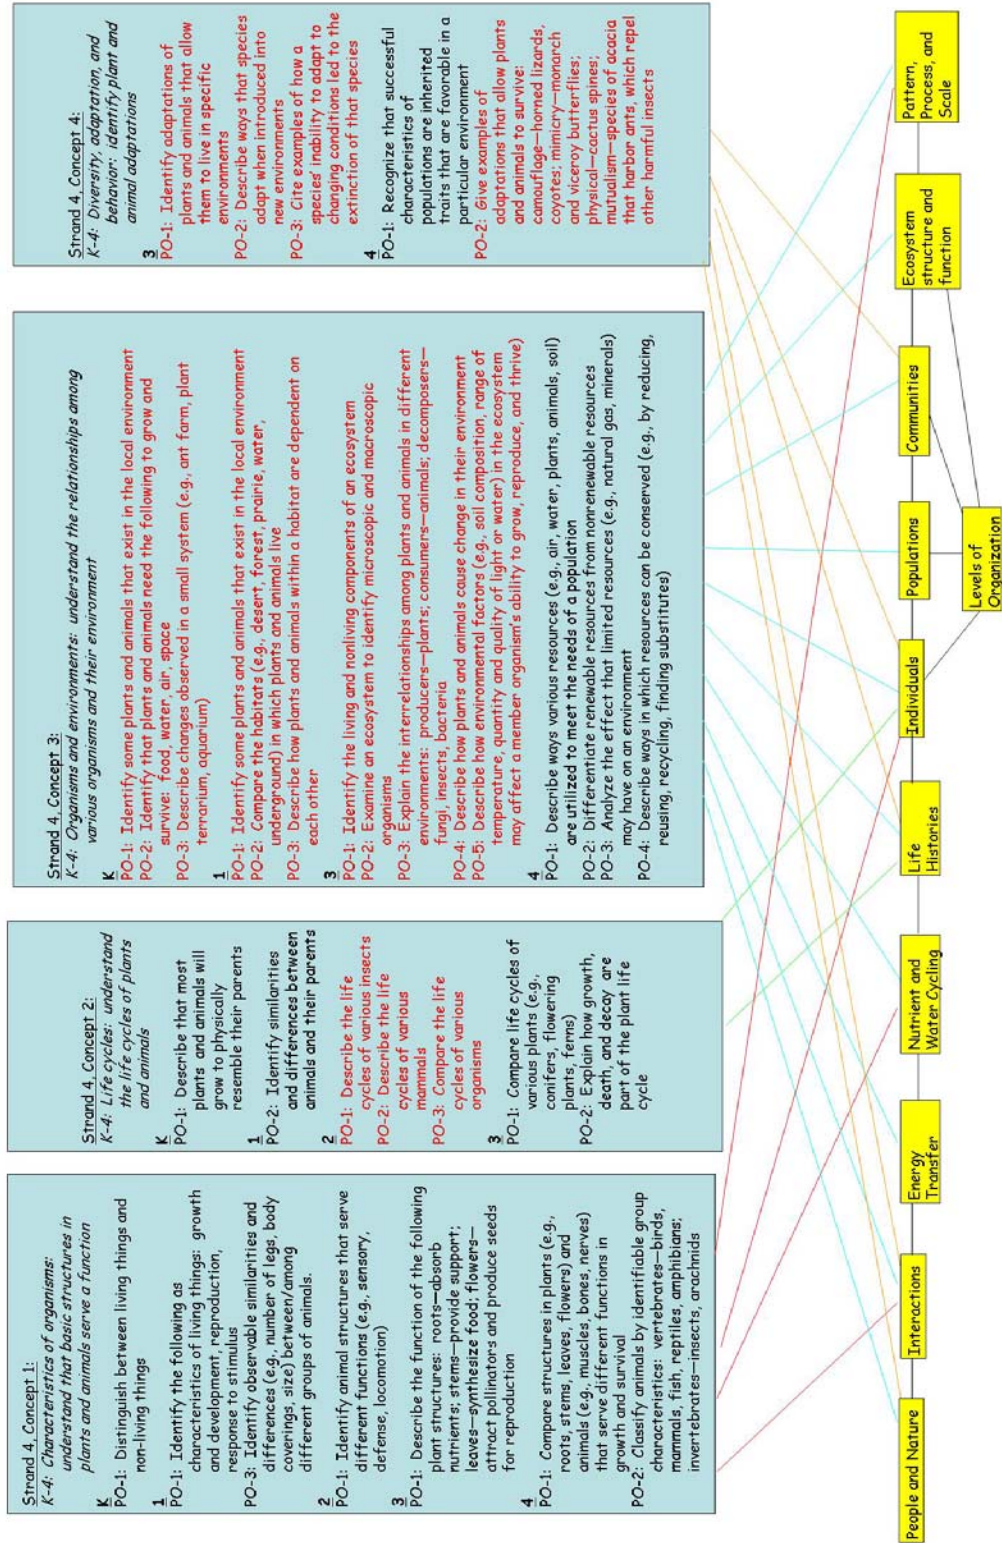 Strand 4, Concept 1:
K-4: Characteristics of organisms:
understand that basic structures in
plants and animals serve a function
K
PO-1: Distinguish between living things and
non-living things
1
PO-1: Identify the following as
characteristics of living things: growth
and development, reproduction,
response to stimulus
PO-3: Identify observable similarities and
differences (e.g., number of legs, body
coverings, size) between/among
different groups of animals.
2
PO-1: Identify animal structures that serve
different functions (e.g., sensory,
defense, locomotion)
3
PO-1: Describe the function of the following
plant structures: roots—absorb
nutrients; stems—provide support;
leaves—synthesize food; flowers—
attract pollinators and produce seeds
for reproduction
4
PO-1: Compare structures in plants (e.g.,
roots, stems, leaves, flowers) and
animals (e.g., muscles, bones, nerves)
that serve different functions in
growth and survival
PO-2: Classify animals by identifiable group
characteristics: vertebrates—birds,
mammals, fish, reptiles, amphibians;
invertebrates—insects, arachnids
Strand 4, Concept 2:
K-4: Life cycles: understand
the life cycles of plants
and animals
K
PO-1: Describe that most
plants and animals will
grow to physically
resemble their parents
1
PO-2: Identify similarities
and differences between
animals and their parents
2
PO-1: Describe the life
cycles of various insects
PO-2: Describe the life
cycles of various
mammals
PO-3: Compare the life
cycles of various
organisms
3
PO-1: Compare life cycles of
various plants (e.g.,
conifers, flowering
plants, ferns)
PO-2: Explain how growth,
death, and decay are
part of the plant life
cycle
Strand 4, Concept 3:
K-4: Organisms and environments: understand the relationships among
various organisms and their environment
K
PO-1: Identify some plants and animals that exist in the local environment
PO-2: Identify that plants and animals need the following to grow and
survive: food, water, air, space
PO-3: Describe changes observed in a small system (e.g., ant farm, plant
terrarium, aquarium)
1
PO-1: Identify some plants and animals that exist in the local environment
PO-2: Compare the habitats (e.g., desert, forest, prairie, water,
underground) in which plants and animals live
PO-3: Describe how plants and animals within a habitat are dependent on
each other
3
PO-1: Identify the living and nonliving components of an ecosystem
PO-2: Examine an ecosystem to identify microscopic and macroscopic
organisms
PO-3: Explain the interrelationships among plants and animals in different
environments: producers—plants; consumers—animals; decomposers—
fungi, insects, bacteria
PO-4: Describe how plants and animals cause change in their environment
PO-5: Describe how environmental factors (e.g., soil composition, range of
temperature, quantity and quality of light or water) in the ecosystem
may affect a member organism's ability to grow, reproduce, and thrive)
4
PO-1: Describe ways various resources (e.g., air, water, plants, animals, soil)
are utilized to meet the needs of a population
PO-2: Differentiate renewable resources from nonrenewable resources
PO-3: Analyze the effect that limited resources (e.g., natural gas, minerals)
may have on an environment
PO-4: Describe ways in which resources can be conserved (e.g., by reducing,
reusing, recycling, finding substitutes)
Strand 4, Concept 4:
K-4: Diversity, adaptation, and
behavior: identify plant and
animal adaptations
3
PO-1: Identify adaptations of
plants and animals that allow
them to live in specific
environments
PO-2: Describe ways that species
adapt when introduced into
new environments
PO-3: Cite examples of how a
species' inability to adapt to
changing conditions led to the
extinction of that species
4
PO-1: Recognize that successful
characteristics of
populations are inherited
traits that are favorable in a
particular environment
PO-2: Give examples of
adaptations that allow plants
and animals to survive:
camouflage—horned lizards,
coyotes; mimicry—monarch
and viceroy butterflies;
physical—cactus spines;
mutualism—species of acacia
that harbor ants, which repel
other harmful insects
People and Nature
Interactions
Energy
Transfer
Nutrient and
Water Cycling
Life
Histories
Individuals
Populations
Communities
Ecosystem
structure and
function
Pattern,
Process, and
Scale
Levels of
Organization